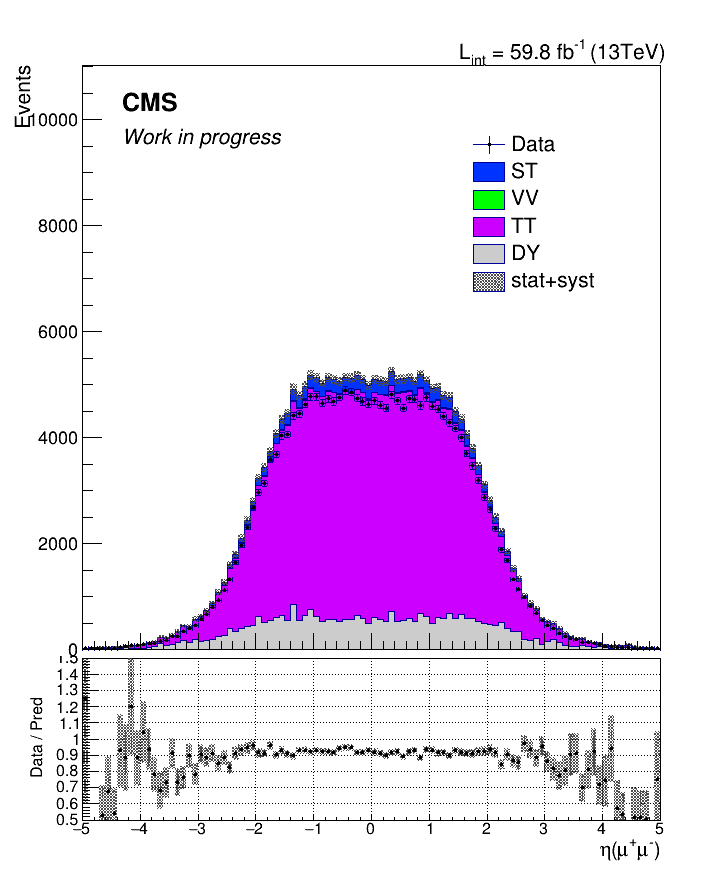 L_int = 59.8 fb^-1 (13TeV)
Events
CMS
Work in progress
Data
ST
VV
TT
DY
stat+syst
10000
8000
6000
4000
2000
0
Data / Pred
1.5
1.4
1.3
1.2
1.1
1
0.9
0.8
0.7
0.6
0.5
−5 −4 −3 −2 −1 0 1 2 3 4 5
η(μ⁺μ⁻)